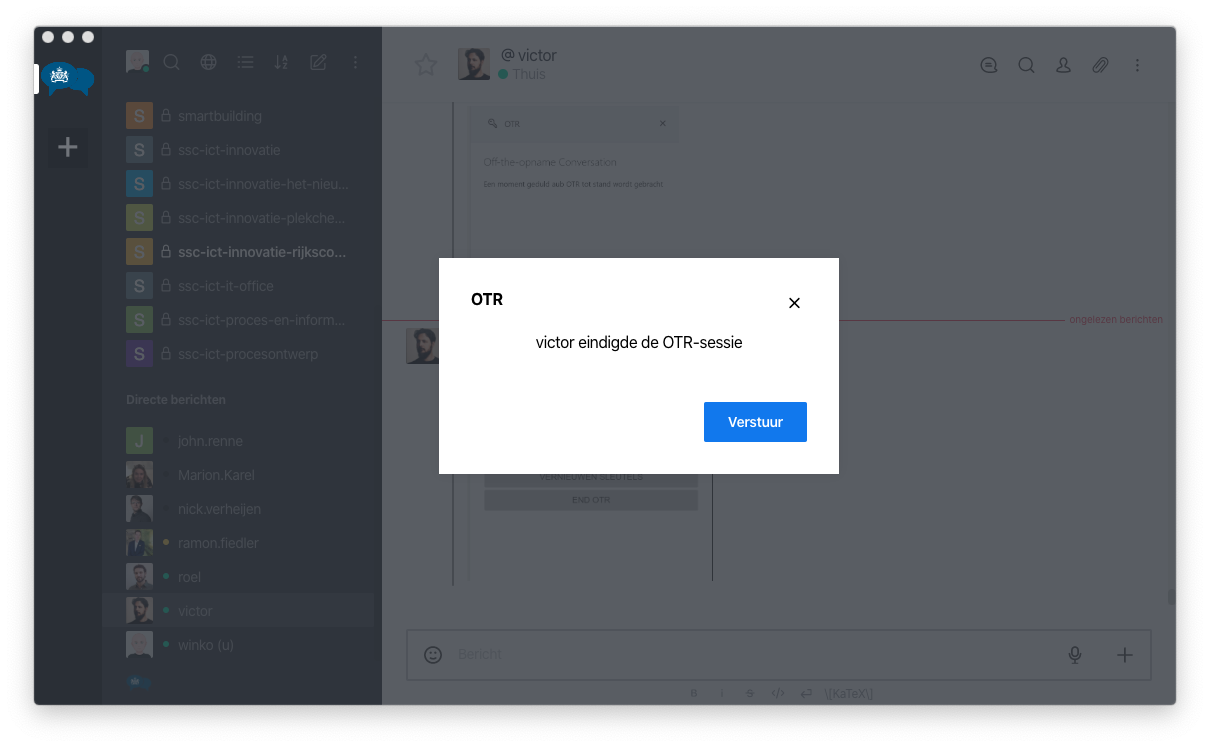 @ victor
Thuis
S smartbuilding
S ssc-ict-innovatie
S ssc-ict-innovatie-het-nieu...
S ssc-ict-innovatie-plekche...
S ssc-ict-innovatie-rijksco...
S ssc-ict-it-office
S ssc-ict-proces-en-inform...
S ssc-ict-procesontwerp
Directe berichten
J john.renne
Marion.Karel
nick.verheijen
ramon.fiedler
roel
victor
winko (u)
OTR
Off-the-opname Conversation
Een moment geduld aub OTR tot stand wordt gebracht
ongelezen berichten
OTR
victor eindigde de OTR-sessie
Verstuur
VERNIEUWEN SLEUTELS
END OTR
Bericht
B I S </> \[KaTeX\]